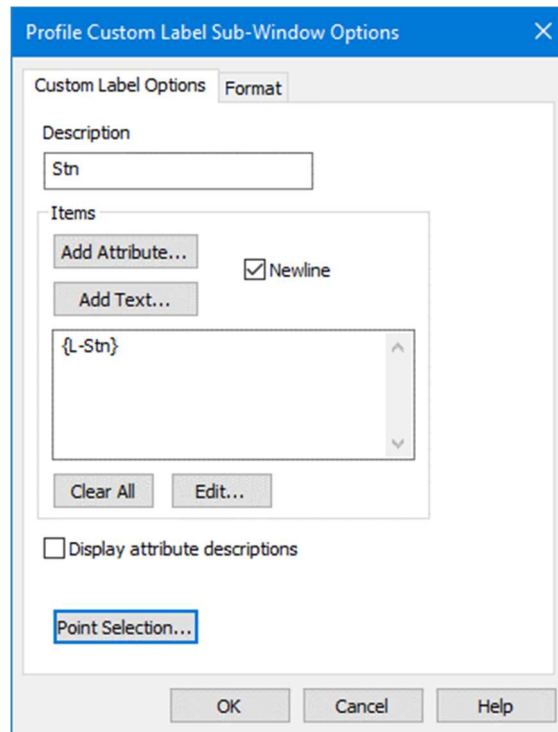 Profile Custom Label Sub-Window Options
Custom Label Options Format
Description
Stn
Items
Add Attribute...
Newline
Add Text...
{L-Stn}
Clear All Edit...
Display attribute descriptions
Point Selection...
OK Cancel Help